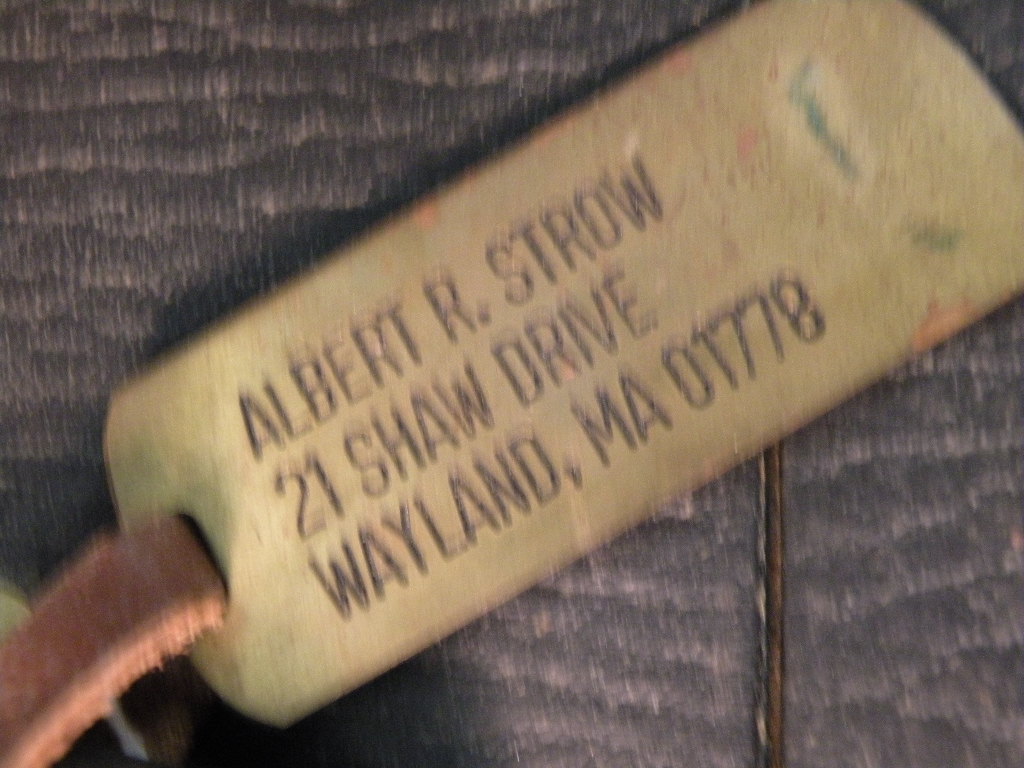 ALBERT R. STROW
21 SHAW DRIVE
WAYLAND, MA 01778